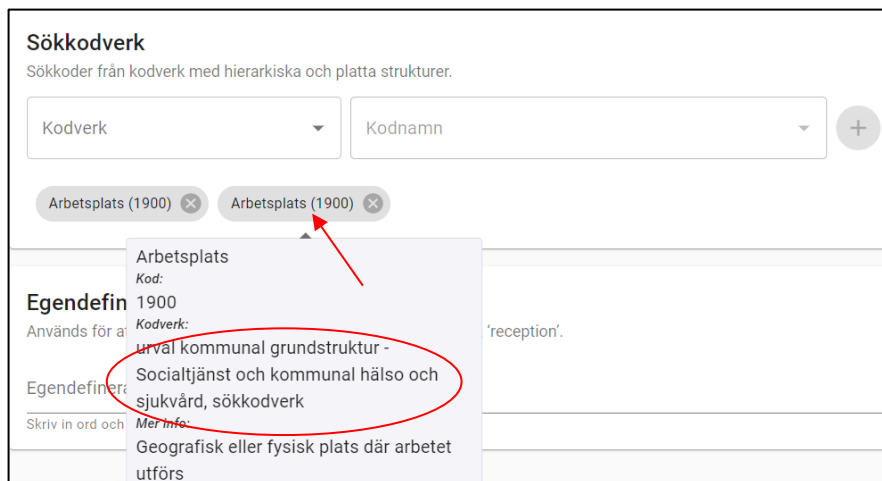 Sökkodverk
Sökkoder från kodverk med hierarkiska och platta strukturer.
Kodverk
Kodnamn
Arbetsplats (1900)
Arbetsplats (1900)
Arbetsplats
Kod:
1900
Kodverk:
urval kommunal grundstruktur -
Socialtjänst och kommunal hälso och
sjukvård, sökkodverk
Mer info:
Geografisk eller fysisk plats där arbetet
utförs
Egendefin
Används för a
'reception'.
Egendefinera
Skriv in ord och